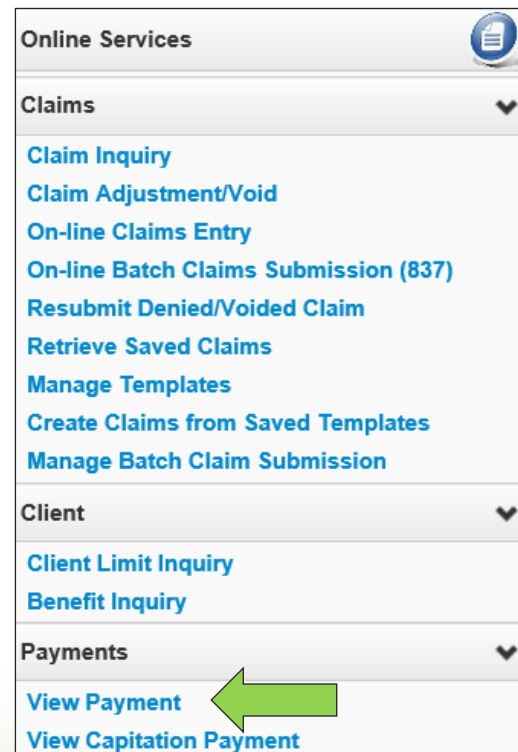 Online Services
Claims
Claim Inquiry
Claim Adjustment/Void
On-line Claims Entry
On-line Batch Claims Submission (837)
Resubmit Denied/Voided Claim
Retrieve Saved Claims
Manage Templates
Create Claims from Saved Templates
Manage Batch Claim Submission
Client
Client Limit Inquiry
Benefit Inquiry
Payments
View Payment
View Capitation Payment